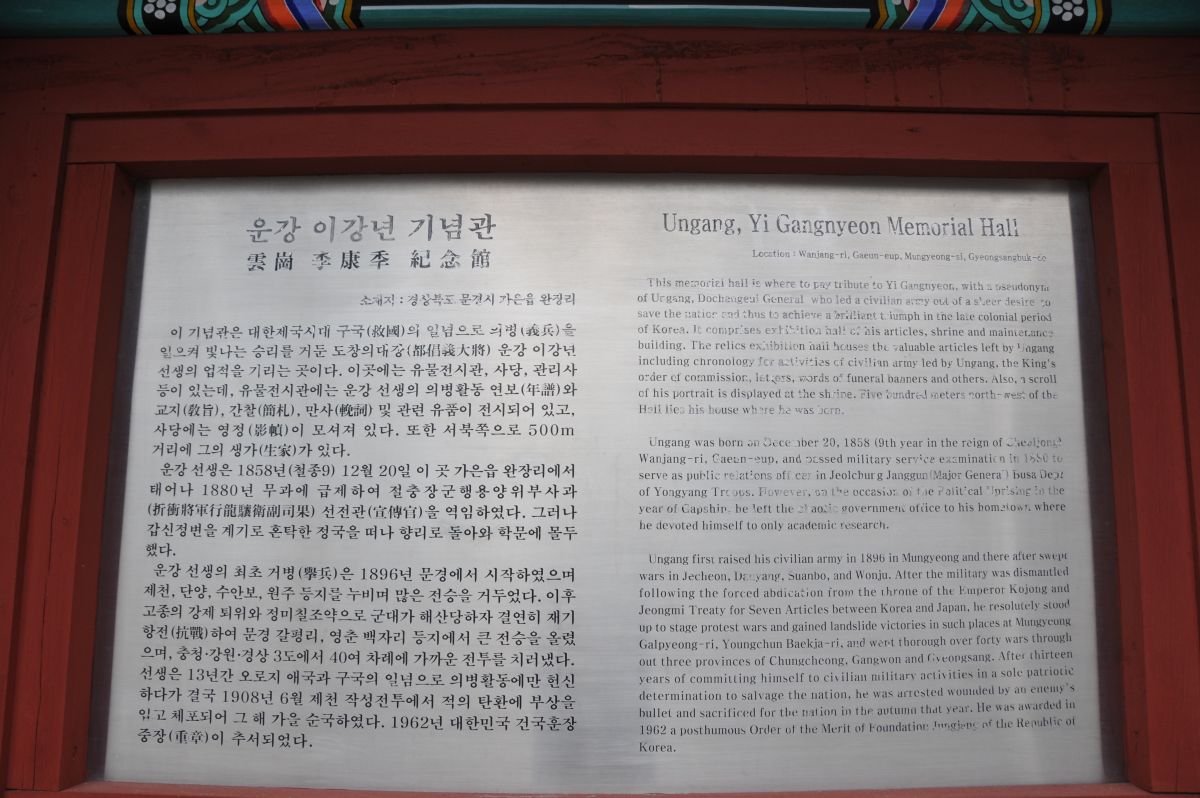 운강 이강년 기념관
雲崗 李康秊 紀念館
소재지 : 경상북도 문경시 가은읍 완장리
이 기념관은 대한제국시대 구국(救國)의 일념으로 의병(義兵)을
일으켜 빛나는 승리를 거둔 도창의대장(都倡義大將) 운강 이강년
선생의 업적을 기리는 곳이다. 이곳에는 유물전시관, 사당, 관리사
등이 있는데, 유물전시관에는 운강 선생의 의병활동 연보(年譜)와
교지(敎旨), 간찰(簡札), 만사(輓詞) 및 관련 유품이 전시되어 있고,
사당에는 영정(影幀)이 모셔져 있다. 또한 서북쪽으로 500m
거리에 그의 생가(生家)가 있다.
운강 선생은 1858년(철종9) 12월 20일 이 곳 가은읍 완장리에서
태어나 1880년 무과에 급제하여 절충장군행용양위부사과
(折衝將軍行龍驤衛副司果) 선전관(宣傳官)을 역임하였다. 그러나
갑신정변을 계기로 혼탁한 정국을 떠나 향리로 돌아와 학문에 몰두
했다.
운강 선생의 최초 거병(擧兵)은 1896년 문경에서 시작하였으며
제천, 단양, 수안보, 원주 등지를 누비며 많은 전승을 거두었다. 이후
고종의 강제 퇴위와 정미칠조약으로 군대가 해산당하자 결연히 재기
항전(抗戰)하여 문경 갈평리, 영춘 백자리 등지에서 큰 전승을 올렸
으며, 충청·강원·경상 3도에서 40여 차례에 가까운 전투를 치러냈다.
선생은 13년간 오로지 애국과 구국의 일념으로 의병활동에만 헌신
하다가 결국 1908년 6월 제천 작성전투에서 적의 탄환에 부상을
입고 체포되어 그 해 가을 순국하였다. 1962년 대한민국 건국훈장
중장(重章)이 추서되었다.
Ungang, Yi Gangnyeon Memorial Hall
Location : Wanjang-ri, Gaeun-eup, Mungyeong-si, Gyeongsangbuk-do
This memorial hall is where to pay tribute to Yi Gangnyeon, with a pseudonym
of Ungang, Dochangeui General who led a civilian army out of a sheer desire to
save the nation and thus to achieve a brilliant triumph in the late colonial period
of Korea. It comprises exhibition hall of his articles, shrine and maintenance
building. The relics exhibition hall houses the valuable articles left by Ungang
including chronology for activities of civilian army led by Ungang, the King's
order of commission, letters, words of funeral banners and others. Also, a scroll
of his portrait is displayed at the shrine. Five hundred meters north-west of the
Hall lies his house where he was born.
Ungang was born on December 20, 1858 (9th year in the reign of Cheoljong)
Wanjang-ri, Gaeun-eup, and passed military service examination in 1880 to
serve as public relations officer in Jeolchung Janggun(Major General) Busa Dept
of Yongyang Troops. However, on the occasion of the Political Uprising in the
year of Gapshin, he left the chaotic government office to his hometown where
he devoted himself to only academic research.
Ungang first raised his civilian army in 1896 in Mungyeong and there after swept
wars in Jecheon, Danyang, Suanbo, and Wonju. After the military was dismantled
following the forced abdication from the throne of the Emperor Kojong and
Jeongmi Treaty for Seven Articles between Korea and Japan, he resolutely stood
up to stage protest wars and gained landslide victories in such places at Mungyeong
Galpyeong-ri, Youngchun Baekja-ri, and went thorough over forty wars through
out three provinces of Chungcheong, Gangwon and Gyeongsang. After thirteen
years of committing himself to civilian military activities in a sole patriotic
determination to salvage the nation, he was arrested wounded by an enemy's
bullet and sacrificed for the nation in the autumn that year. He was awarded in
1962 a posthumous Order of the Merit of Foundation Jungjang of the Republic of
Korea.